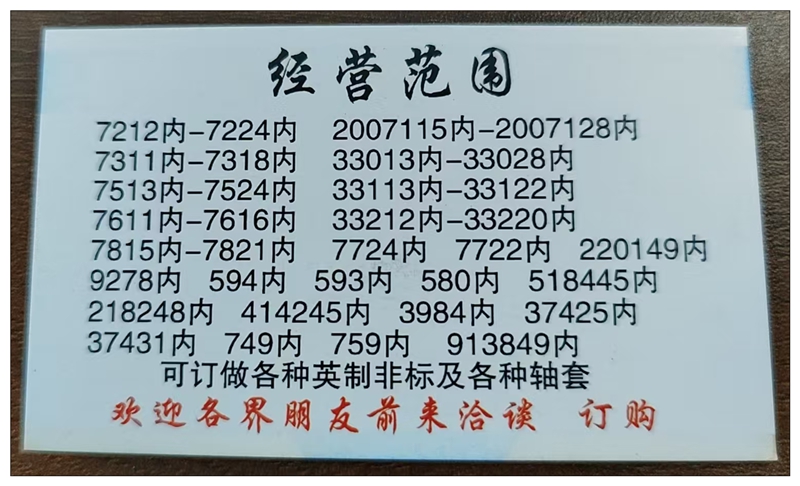 经营范围
7212内-7224内 2007115内-2007128内
7311内-7318内 33013内-33028内
7513内-7524内 33113内-33122内
7611内-7616内 33212内-33220内
7815内-7821内 7724内 7722内 220149内
9278内 594内 593内 580内 518445内
218248内 414245内 3984内 37425内
37431内 749内 759内 913849内
可订做各种英制非标及各种轴套
欢迎各界朋友前来洽谈 订购